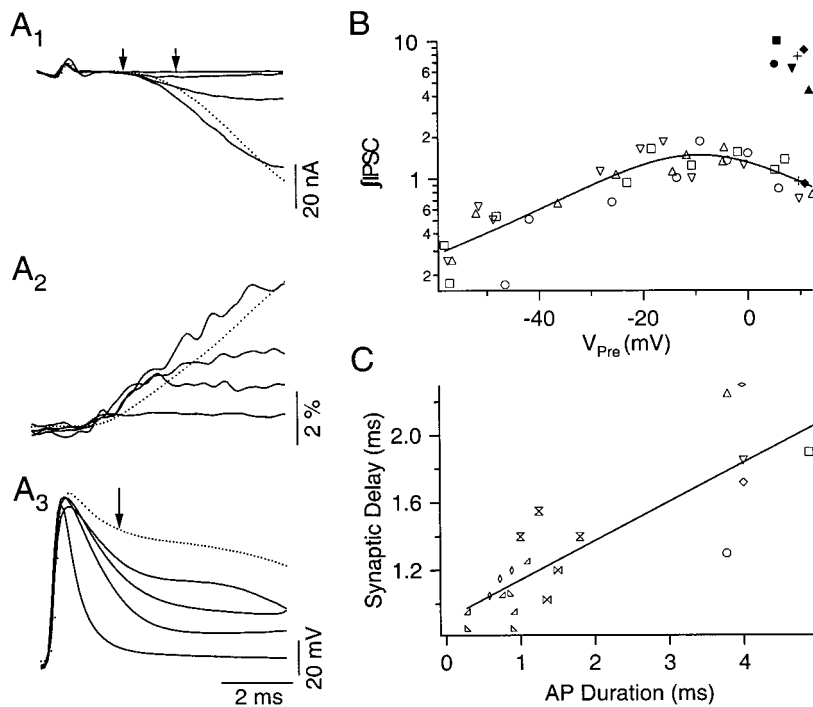 A1
20 nA
A2
2 %
A3
20 mV
2 ms
B
∫IPSC
10
8
6
4
2
1
8
6
4
2
-40
-20
0
VPre (mV)
C
Synaptic Delay (ms)
2.0
1.6
1.2
0
1
2
3
4
AP Duration (ms)